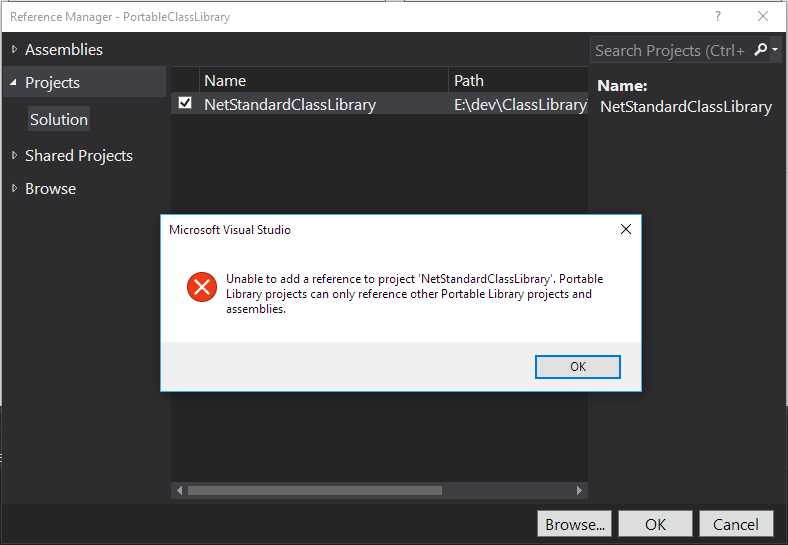 Reference Manager - PortableClassLibrary
?
Assemblies
Search Projects (Ctrl+
Projects
Name
Path
Name:
NetStandardClassLibrary
E:\dev\ClassLibrary
NetStandardClassLibrary
Solution
Shared Projects
Browse
Microsoft Visual Studio
Unable to add a reference to project 'NetStandardClassLibrary'. Portable
Library projects can only reference other Portable Library projects and
assemblies.
OK
Browse...
OK
Cancel